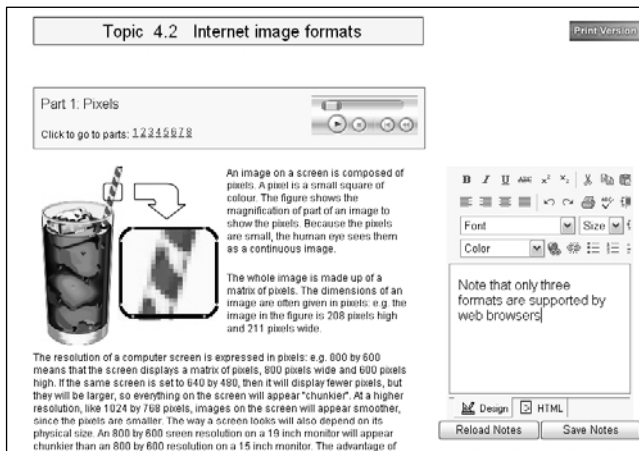 Topic 4.2 Internet image formats
Print Version
Part 1: Pixels
Click to go to parts: 1 2 3 4 5 6 7 8
An image on a screen is composed of
pixels. A pixel is a small square of
colour. The figure shows the
magnification of part of an image to
show the pixels. Because the pixels
are small, the human eye sees them
as a continuous image.
The whole image is made up of a
matrix of pixels. The dimensions of an
image are often given in pixels: e.g. the
image in the figure is 208 pixels high
and 211 pixels wide.
The resolution of a computer screen is expressed in pixels: e.g. 800 by 600
means that the screen displays a matrix of pixels, 800 pixels wide and 600 pixels
high. If the same screen is set to 640 by 480, then it will display fewer pixels, but
they will be larger, so everything on the screen will appear "chunkier". At a higher
resolution, like 1024 by 768 pixels, images on the screen will appear smoother,
since the pixels are smaller. The way a screen looks will also depend on its
physical size. An 800 by 600 sreen resolution on a 19 inch monitor will appear
chunkier than an 800 by 600 resolution on a 15 inch monitor. The advantage of
B I U ABC x² x₂
Font Size
Color
Note that only three
formats are supported by
web browsers
Design HTML
Reload Notes Save Notes